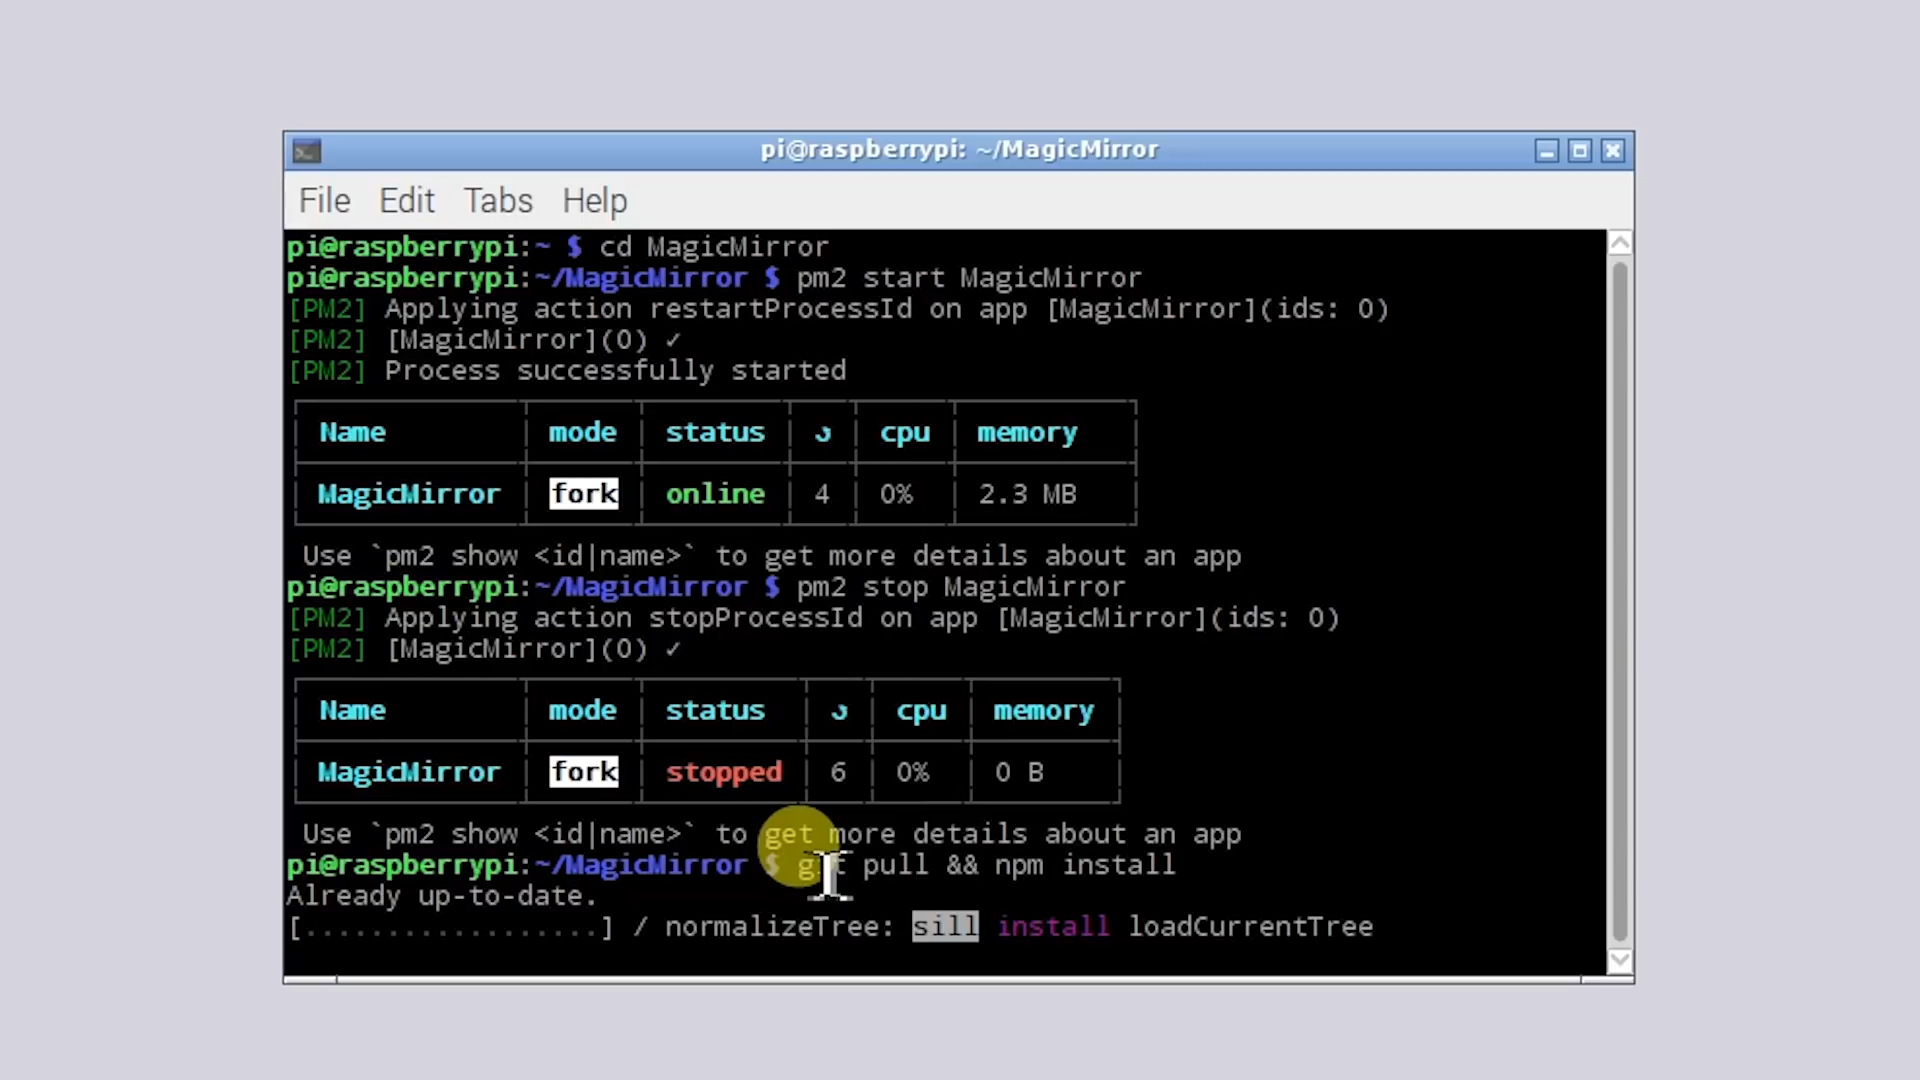 pi@raspberrypi: ~/MagicMirror
File Edit Tabs Help
pi@raspberrypi:~ $ cd MagicMirror
pi@raspberrypi:~/MagicMirror $ pm2 start MagicMirror
[PM2] Applying action restartProcessId on app [MagicMirror](ids: 0)
[PM2] [MagicMirror](0) ✓
[PM2] Process successfully started
Name mode status ↺ cpu memory
MagicMirror fork online 4 0% 2.3 MB
Use `pm2 show <id|name>` to get more details about an app
pi@raspberrypi:~/MagicMirror $ pm2 stop MagicMirror
[PM2] Applying action stopProcessId on app [MagicMirror](ids: 0)
[PM2] [MagicMirror](0) ✓
Name mode status ↺ cpu memory
MagicMirror fork stopped 6 0% 0 B
Use `pm2 show <id|name>` to get more details about an app
pi@raspberrypi:~/MagicMirror $ git pull && npm install
Already up-to-date.
[..................] / normalizeTree: sill install loadCurrentTree